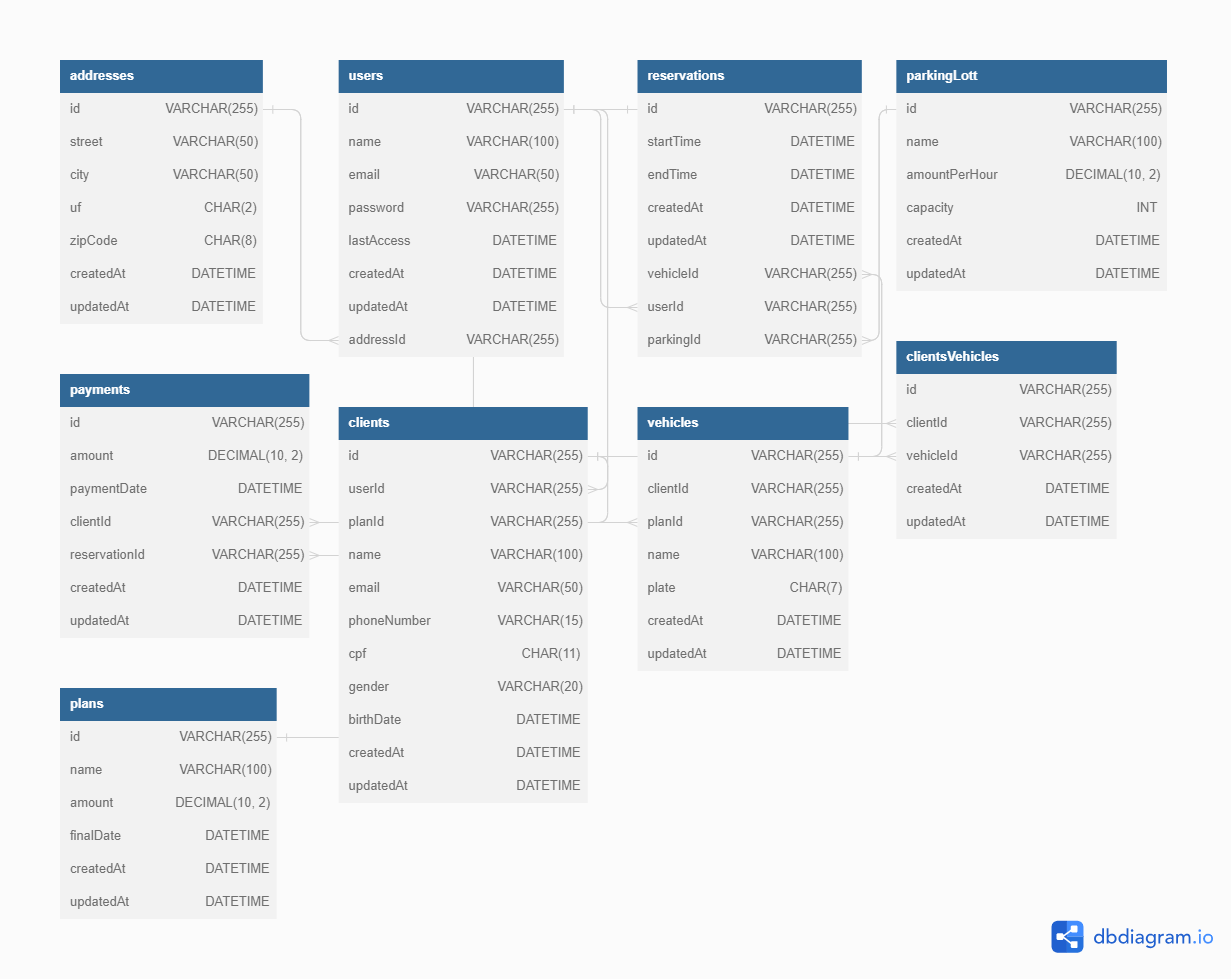 addresses
id VARCHAR(255)
street VARCHAR(50)
city VARCHAR(50)
uf CHAR(2)
zipCode CHAR(8)
createdAt DATETIME
updatedAt DATETIME
users
id VARCHAR(255)
name VARCHAR(100)
email VARCHAR(50)
password VARCHAR(255)
lastAccess DATETIME
createdAt DATETIME
updatedAt DATETIME
addressId VARCHAR(255)
reservations
id VARCHAR(255)
startTime DATETIME
endTime DATETIME
createdAt DATETIME
updatedAt DATETIME
vehicleId VARCHAR(255)
userId VARCHAR(255)
parkingId VARCHAR(255)
parkingLott
id VARCHAR(255)
name VARCHAR(100)
amountPerHour DECIMAL(10, 2)
capacity INT
createdAt DATETIME
updatedAt DATETIME
payments
id VARCHAR(255)
amount DECIMAL(10, 2)
paymentDate DATETIME
clientId VARCHAR(255)
reservationId VARCHAR(255)
createdAt DATETIME
updatedAt DATETIME
clients
id VARCHAR(255)
userId VARCHAR(255)
planId VARCHAR(255)
name VARCHAR(100)
email VARCHAR(50)
phoneNumber VARCHAR(15)
cpf CHAR(11)
gender VARCHAR(20)
birthDate DATETIME
createdAt DATETIME
updatedAt DATETIME
vehicles
id VARCHAR(255)
clientId VARCHAR(255)
planId VARCHAR(255)
name VARCHAR(100)
plate CHAR(7)
createdAt DATETIME
updatedAt DATETIME
clientsVehicles
id VARCHAR(255)
clientId VARCHAR(255)
vehicleId VARCHAR(255)
createdAt DATETIME
updatedAt DATETIME
plans
id VARCHAR(255)
name VARCHAR(100)
amount DECIMAL(10, 2)
finalDate DATETIME
createdAt DATETIME
updatedAt DATETIME
dbdiagram.io